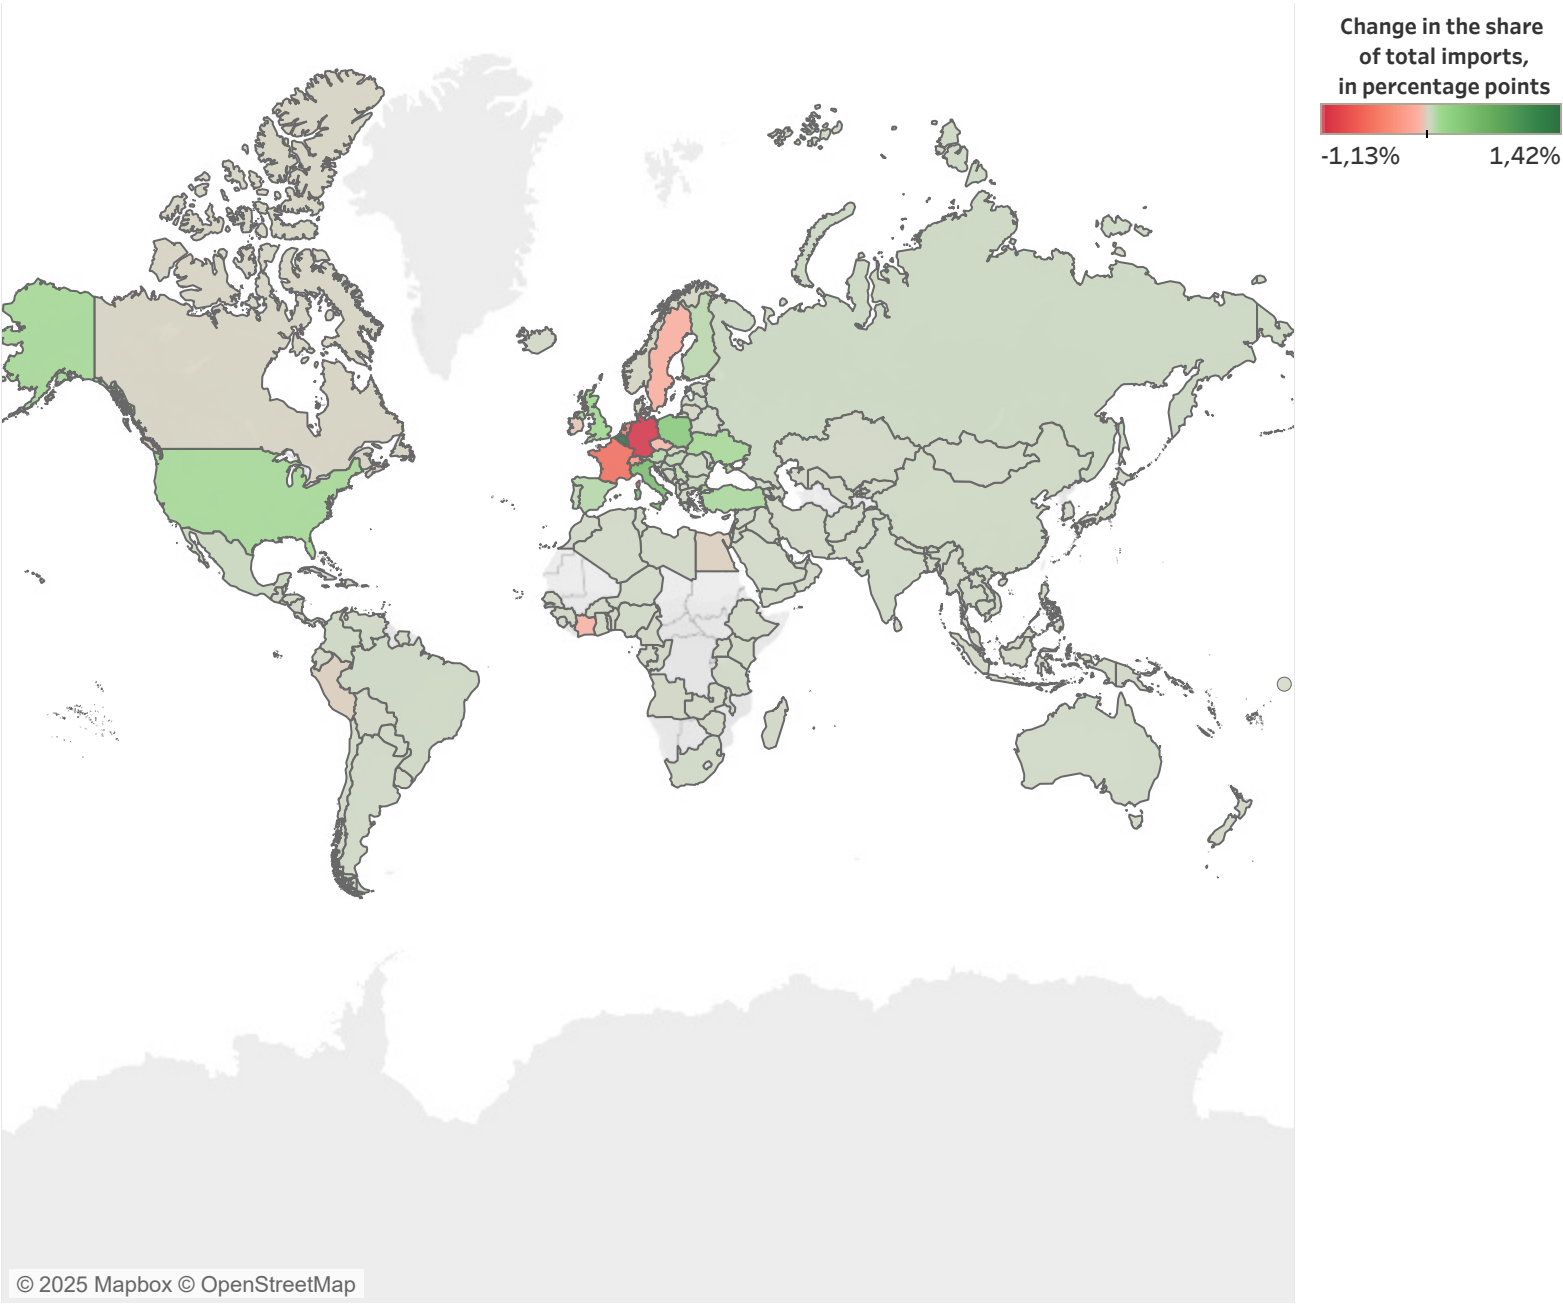 Change in the share
of total imports,
in percentage points
-1,13%
1,42%
© 2025 Mapbox © OpenStreetMap